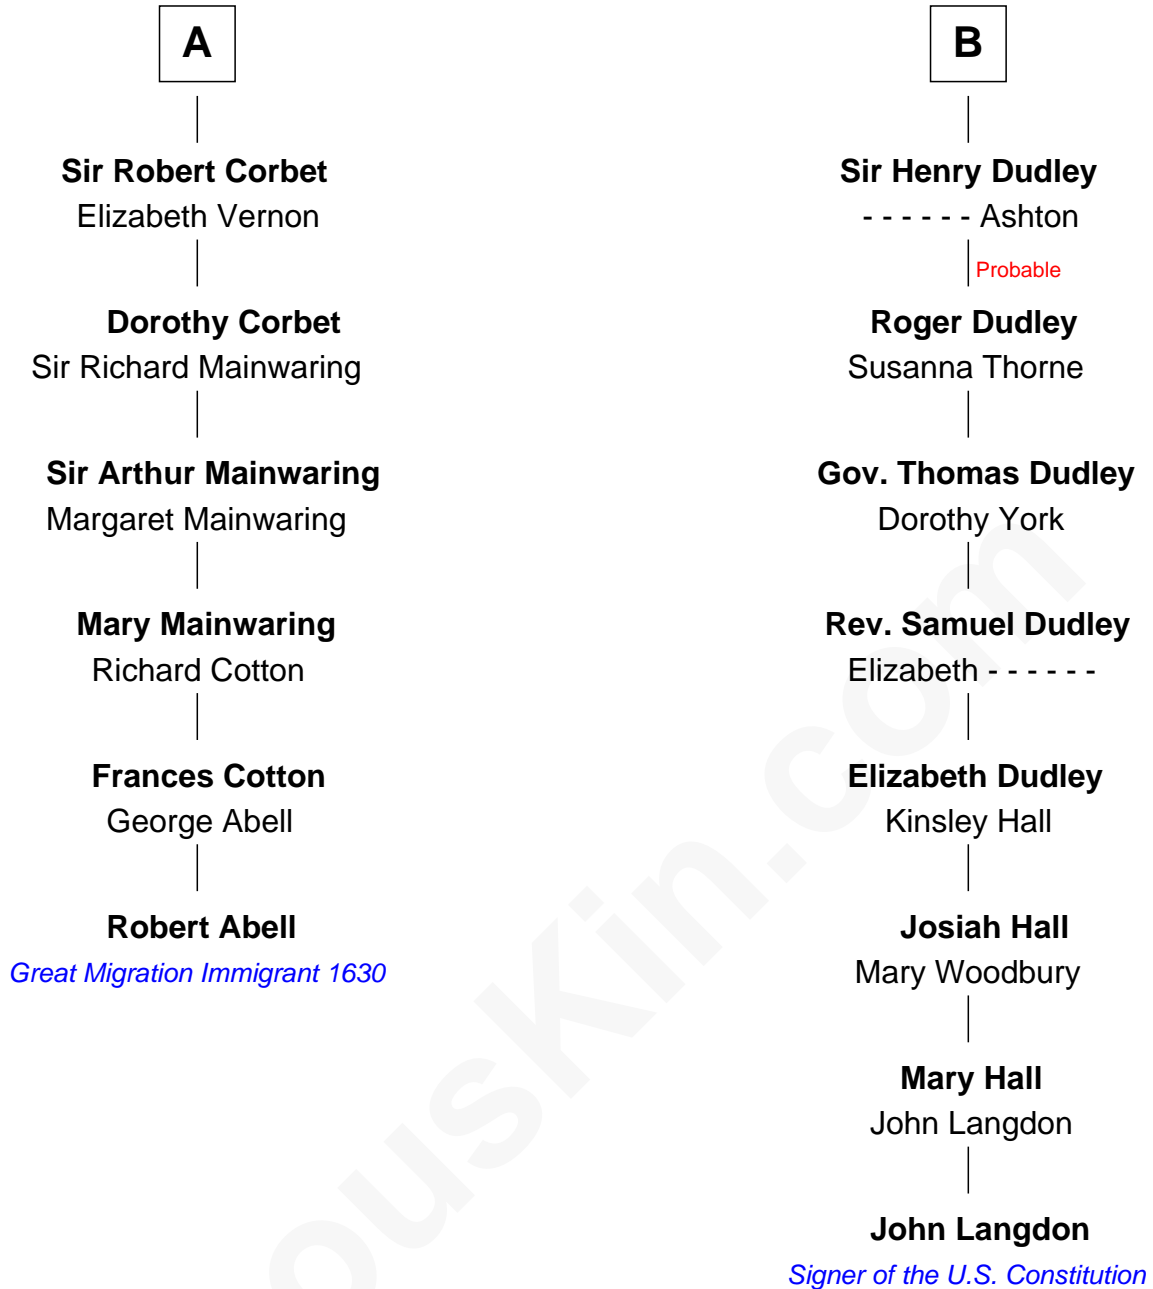 A
Sir Robert Corbet
Elizabeth Vernon
Dorothy Corbet
Sir Richard Mainwaring
Sir Arthur Mainwaring
Margaret Mainwaring
Mary Mainwaring
Richard Cotton
Frances Cotton
George Abell
Robert Abell
Great Migration Immigrant 1630
B
Sir Henry Dudley
- - - - - - Ashton
Probable
Roger Dudley
Susanna Thorne
Gov. Thomas Dudley
Dorothy York
Rev. Samuel Dudley
Elizabeth - - - - - -
Elizabeth Dudley
Kinsley Hall
Josiah Hall
Mary Woodbury
Mary Hall
John Langdon
John Langdon
Signer of the U.S. Constitution
ousKin.com